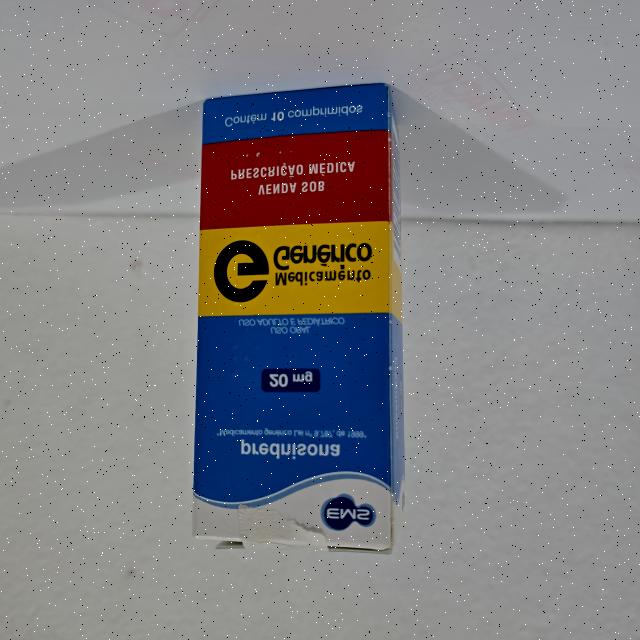 EMS
prednisona
"Medicamento genérico Lei nº 9.787, de 1999"
20 mg
USO ORAL
USO ADULTO E PEDIÁTRICO
Medicamento
Genérico
VENDA SOB
PRESCRIÇÃO MÉDICA
Contém 10 comprimidos